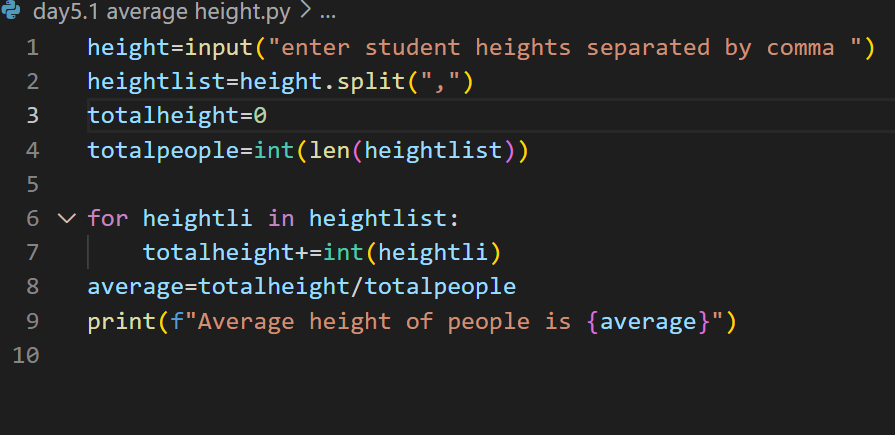 day5.1 average height.py > ...
1 height=input("enter student heights separated by comma ")
2 heightlist=height.split(",")
3 totalheight=0
4 totalpeople=int(len(heightlist))
5
6 for heightli in heightlist:
7     totalheight+=int(heightli)
8 average=totalheight/totalpeople
9 print(f"Average height of people is {average}")
10